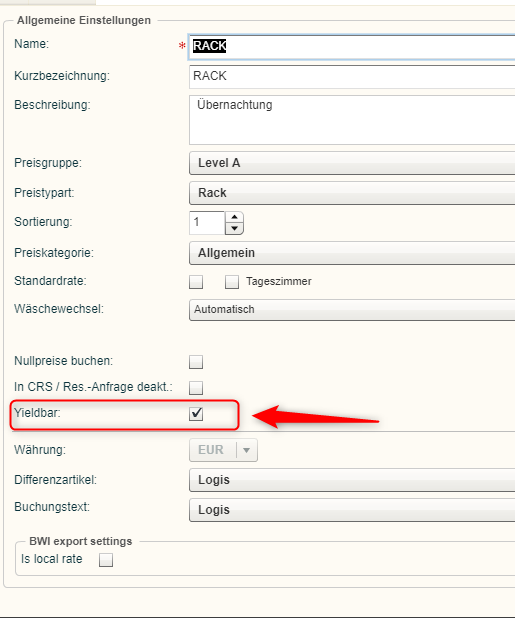 Allgemeine Einstellungen
Name: * RACK
Kurzbezeichnung: RACK
Beschreibung: Übernachtung
Preisgruppe: Level A
Preistypart: Rack
Sortierung: 1
Preiskategorie: Allgemein
Standardrate: Tageszimmer
Wäschewechsel: Automatisch
Nullpreise buchen:
In CRS / Res.-Anfrage deakt.:
Yieldbar:
Währung: EUR
Differenzartikel: Logis
Buchungstext: Logis
BWI export settings
Is local rate